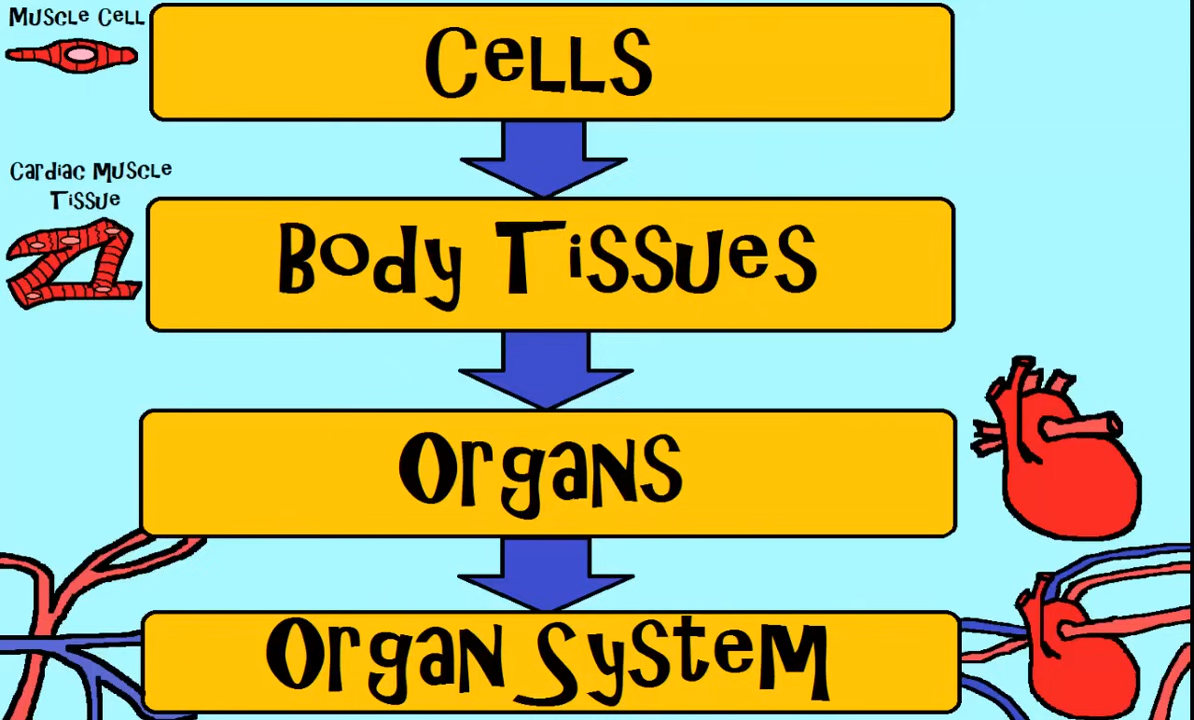 Muscle Cell
Cells
Cardiac Muscle
Tissue
Body Tissues
Organs
Organ System